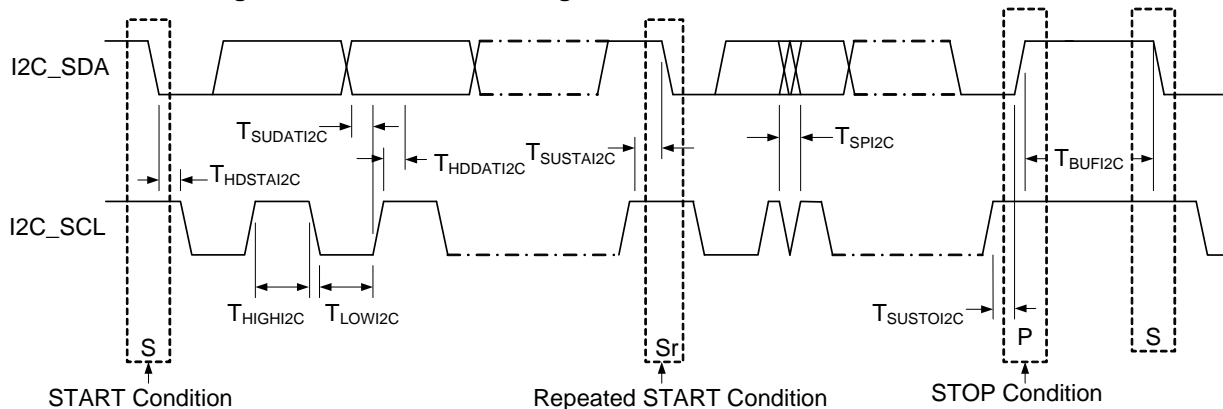 I2C_SDA
T_SUDATI2C
T_HDDATI2C
T_SUSTAI2C
T_SPI2C
T_BUFI2C
T_HDSTAI2C
I2C_SCL
T_HIGHI2C
T_LOWI2C
T_SUSTOI2C
S
Sr
P
S
START Condition
Repeated START Condition
STOP Condition